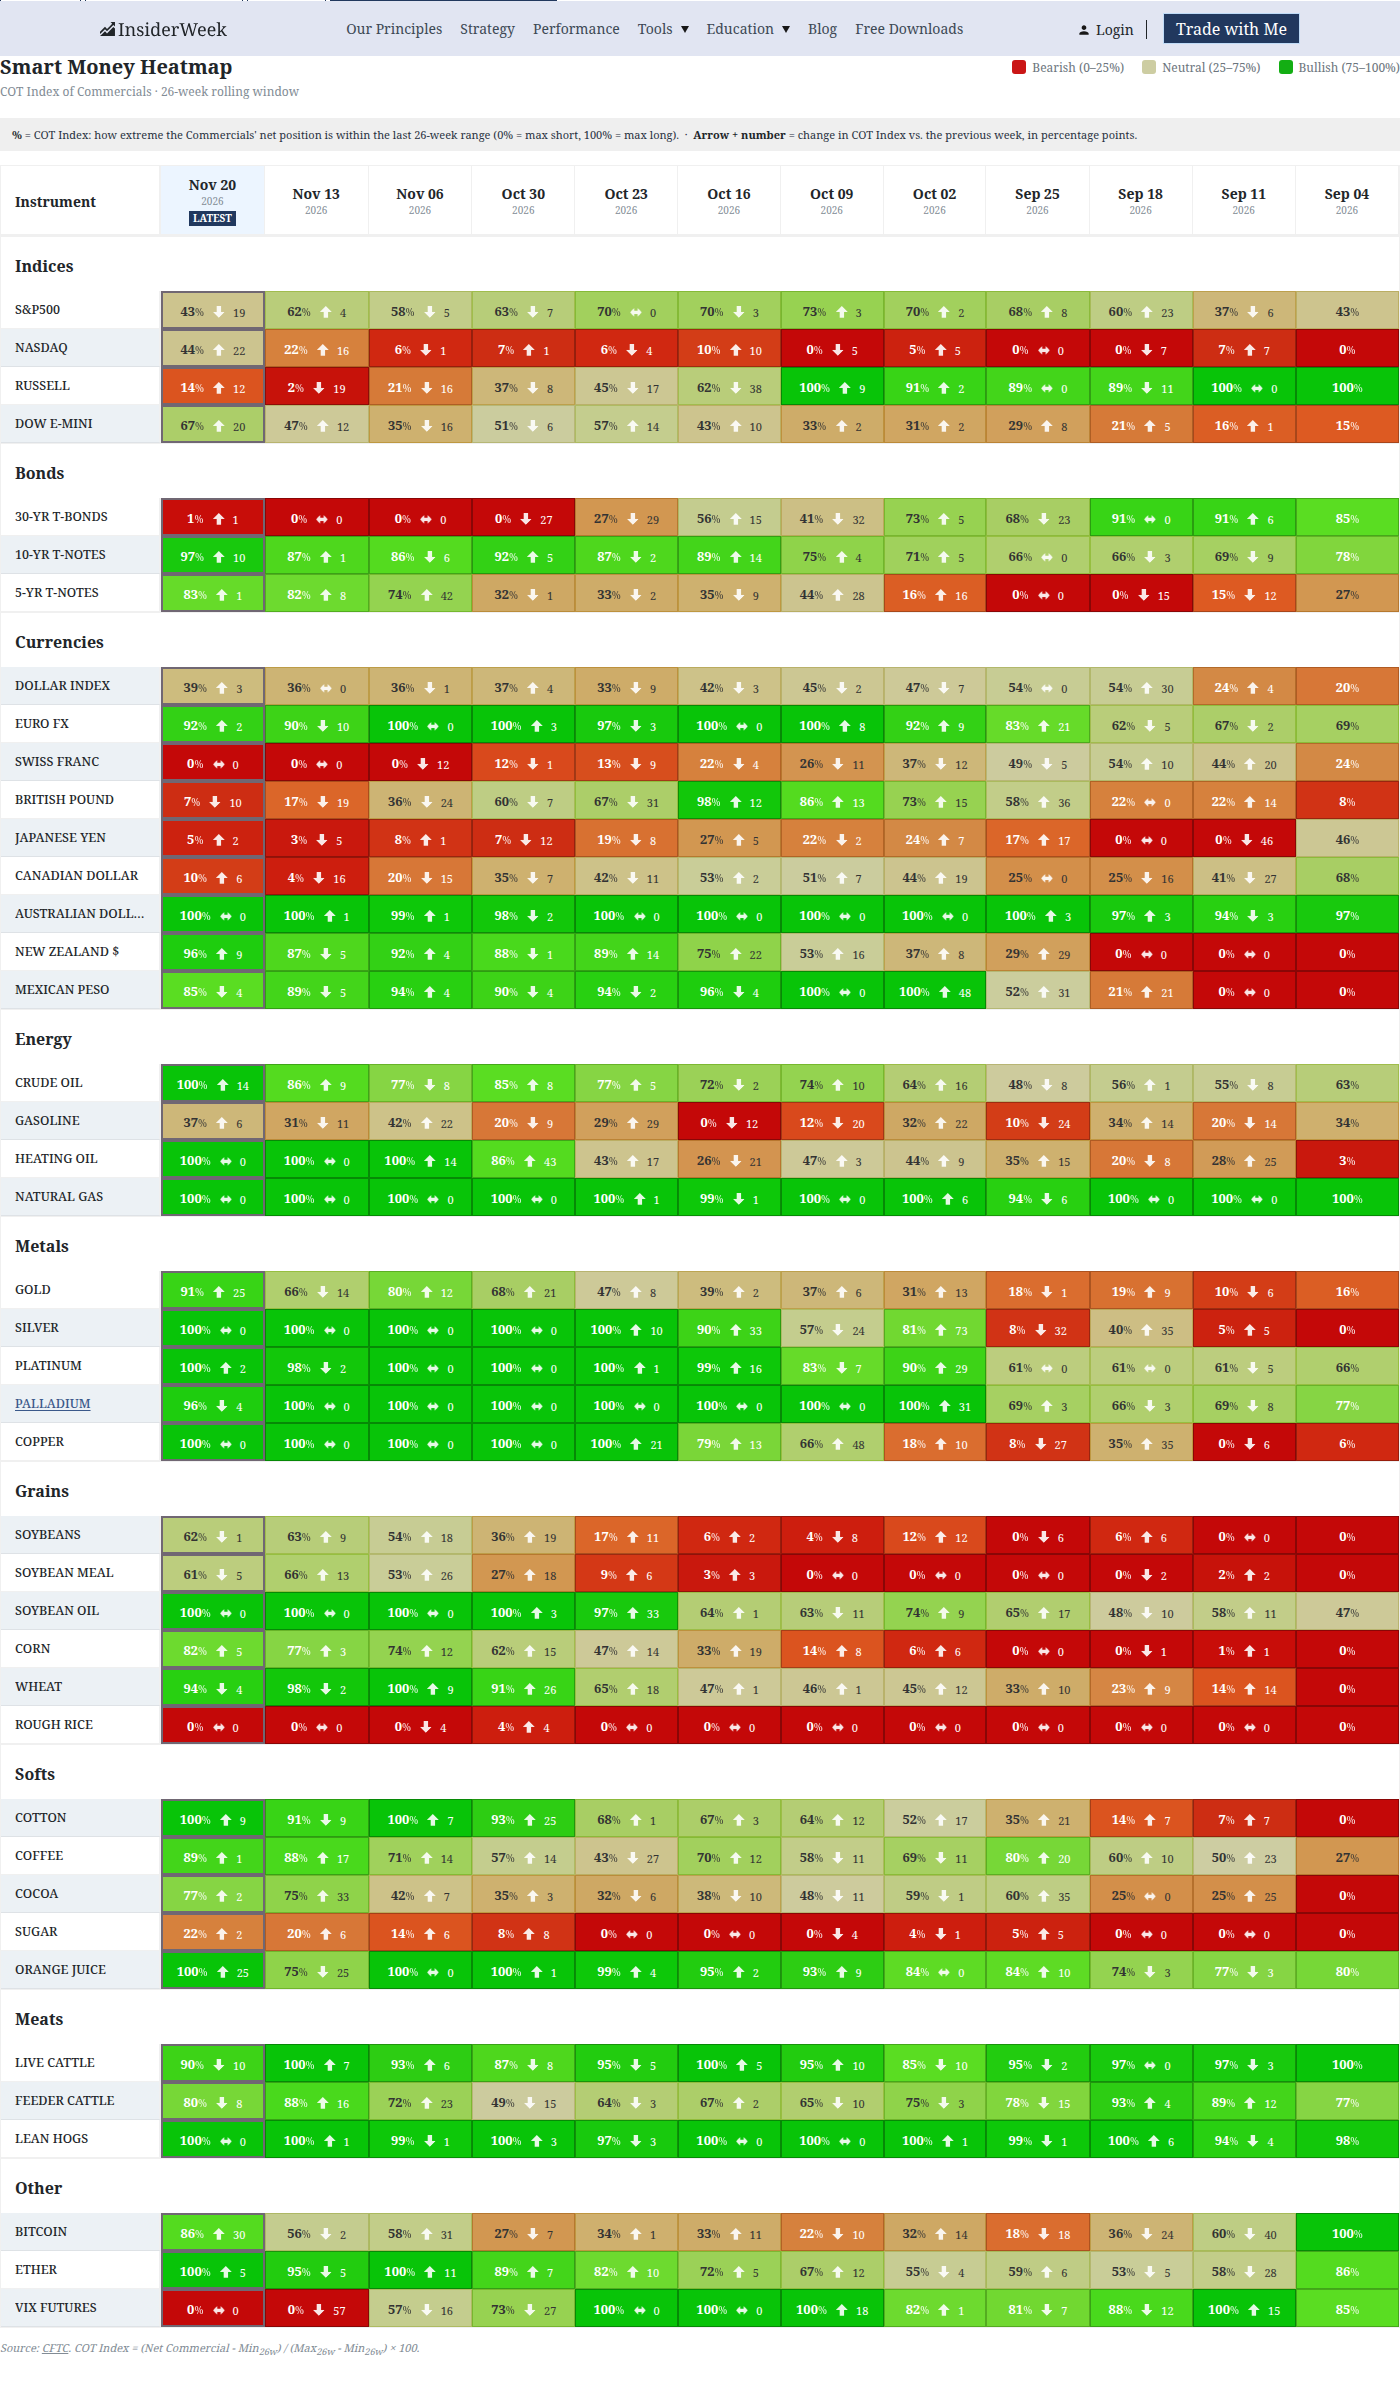 InsiderWeek
Our Principles Strategy Performance Tools ▼ Education ▼ Blog Free Downloads
Login
Trade with Me
Smart Money Heatmap
Bearish (0–25%) Neutral (25–75%) Bullish (75–100%)
COT Index of Commercials · 26-week rolling window
% = COT Index: how extreme the Commercials' net position is within the last 26-week range (0% = max short, 100% = max long). · Arrow + number = change in COT Index vs. the previous week, in percentage points.
Instrument Nov 20 2026 LATEST Nov 13 2026 Nov 06 2026 Oct 30 2026 Oct 23 2026 Oct 16 2026 Oct 09 2026 Oct 02 2026 Sep 25 2026 Sep 18 2026 Sep 11 2026 Sep 04 2026
Indices
S&P500 43% ⬇ 19 62% ⬆ 4 58% ⬇ 5 63% ⬇ 7 70% ⬌ 0 70% ⬇ 3 73% ⬆ 3 70% ⬆ 2 68% ⬆ 8 60% ⬆ 23 37% ⬇ 6 43%
NASDAQ 44% ⬆ 22 22% ⬆ 16 6% ⬇ 1 7% ⬆ 1 6% ⬇ 4 10% ⬆ 10 0% ⬇ 5 5% ⬆ 5 0% ⬌ 0 0% ⬇ 7 7% ⬆ 7 0%
RUSSELL 14% ⬆ 12 2% ⬇ 19 21% ⬇ 16 37% ⬇ 8 45% ⬇ 17 62% ⬇ 38 100% ⬆ 9 91% ⬆ 2 89% ⬌ 0 89% ⬇ 11 100% ⬌ 0 100%
DOW E-MINI 67% ⬆ 20 47% ⬆ 12 35% ⬇ 16 51% ⬇ 6 57% ⬆ 14 43% ⬆ 10 33% ⬆ 2 31% ⬆ 2 29% ⬆ 8 21% ⬆ 5 16% ⬆ 1 15%
Bonds
30-YR T-BONDS 1% ⬆ 1 0% ⬌ 0 0% ⬌ 0 0% ⬇ 27 27% ⬇ 29 56% ⬆ 15 41% ⬇ 32 73% ⬆ 5 68% ⬇ 23 91% ⬌ 0 91% ⬆ 6 85%
10-YR T-NOTES 97% ⬆ 10 87% ⬆ 1 86% ⬇ 6 92% ⬆ 5 87% ⬇ 2 89% ⬆ 14 75% ⬆ 4 71% ⬆ 5 66% ⬌ 0 66% ⬇ 3 69% ⬇ 9 78%
5-YR T-NOTES 83% ⬆ 1 82% ⬆ 8 74% ⬆ 42 32% ⬇ 1 33% ⬇ 2 35% ⬇ 9 44% ⬆ 28 16% ⬆ 16 0% ⬌ 0 0% ⬇ 15 15% ⬇ 12 27%
Currencies
DOLLAR INDEX 39% ⬆ 3 36% ⬌ 0 36% ⬇ 1 37% ⬆ 4 33% ⬇ 9 42% ⬇ 3 45% ⬇ 2 47% ⬇ 7 54% ⬌ 0 54% ⬆ 30 24% ⬆ 4 20%
EURO FX 92% ⬆ 2 90% ⬇ 10 100% ⬌ 0 100% ⬆ 3 97% ⬇ 3 100% ⬌ 0 100% ⬆ 8 92% ⬆ 9 83% ⬆ 21 62% ⬇ 5 67% ⬇ 2 69%
SWISS FRANC 0% ⬌ 0 0% ⬌ 0 0% ⬇ 12 12% ⬇ 1 13% ⬇ 9 22% ⬇ 4 26% ⬇ 11 37% ⬇ 12 49% ⬇ 5 54% ⬆ 10 44% ⬆ 20 24%
BRITISH POUND 7% ⬇ 10 17% ⬇ 19 36% ⬇ 24 60% ⬇ 7 67% ⬇ 31 98% ⬆ 12 86% ⬆ 13 73% ⬆ 15 58% ⬆ 36 22% ⬌ 0 22% ⬆ 14 8%
JAPANESE YEN 5% ⬆ 2 3% ⬇ 5 8% ⬆ 1 7% ⬇ 12 19% ⬇ 8 27% ⬆ 5 22% ⬇ 2 24% ⬆ 7 17% ⬆ 17 0% ⬌ 0 0% ⬇ 46 46%
CANADIAN DOLLAR 10% ⬆ 6 4% ⬇ 16 20% ⬇ 15 35% ⬇ 7 42% ⬇ 11 53% ⬆ 2 51% ⬆ 7 44% ⬆ 19 25% ⬌ 0 25% ⬇ 16 41% ⬇ 27 68%
AUSTRALIAN DOLL... 100% ⬌ 0 100% ⬆ 1 99% ⬆ 1 98% ⬇ 2 100% ⬌ 0 100% ⬌ 0 100% ⬌ 0 100% ⬌ 0 100% ⬆ 3 97% ⬆ 3 94% ⬇ 3 97%
NEW ZEALAND $ 96% ⬆ 9 87% ⬇ 5 92% ⬆ 4 88% ⬇ 1 89% ⬆ 14 75% ⬆ 22 53% ⬆ 16 37% ⬆ 8 29% ⬆ 29 0% ⬌ 0 0% ⬌ 0 0%
MEXICAN PESO 85% ⬇ 4 89% ⬇ 5 94% ⬆ 4 90% ⬇ 4 94% ⬇ 2 96% ⬇ 4 100% ⬌ 0 100% ⬆ 48 52% ⬆ 31 21% ⬆ 21 0% ⬌ 0 0%
Energy
CRUDE OIL 100% ⬆ 14 86% ⬆ 9 77% ⬇ 8 85% ⬆ 8 77% ⬆ 5 72% ⬇ 2 74% ⬆ 10 64% ⬆ 16 48% ⬇ 8 56% ⬆ 1 55% ⬇ 8 63%
GASOLINE 37% ⬆ 6 31% ⬇ 11 42% ⬆ 22 20% ⬇ 9 29% ⬆ 29 0% ⬇ 12 12% ⬇ 20 32% ⬆ 22 10% ⬇ 24 34% ⬆ 14 20% ⬇ 14 34%
HEATING OIL 100% ⬌ 0 100% ⬌ 0 100% ⬆ 14 86% ⬆ 43 43% ⬆ 17 26% ⬇ 21 47% ⬆ 3 44% ⬆ 9 35% ⬆ 15 20% ⬇ 8 28% ⬆ 25 3%
NATURAL GAS 100% ⬌ 0 100% ⬌ 0 100% ⬌ 0 100% ⬌ 0 100% ⬆ 1 99% ⬇ 1 100% ⬌ 0 100% ⬆ 6 94% ⬇ 6 100% ⬌ 0 100% ⬌ 0 100%
Metals
GOLD 91% ⬆ 25 66% ⬇ 14 80% ⬆ 12 68% ⬆ 21 47% ⬆ 8 39% ⬆ 2 37% ⬆ 6 31% ⬆ 13 18% ⬇ 1 19% ⬆ 9 10% ⬇ 6 16%
SILVER 100% ⬌ 0 100% ⬌ 0 100% ⬌ 0 100% ⬌ 0 100% ⬆ 10 90% ⬆ 33 57% ⬇ 24 81% ⬆ 73 8% ⬇ 32 40% ⬆ 35 5% ⬆ 5 0%
PLATINUM 100% ⬆ 2 98% ⬇ 2 100% ⬌ 0 100% ⬌ 0 100% ⬆ 1 99% ⬆ 16 83% ⬇ 7 90% ⬆ 29 61% ⬌ 0 61% ⬌ 0 61% ⬇ 5 66%
PALLADIUM 96% ⬇ 4 100% ⬌ 0 100% ⬌ 0 100% ⬌ 0 100% ⬌ 0 100% ⬌ 0 100% ⬌ 0 100% ⬆ 31 69% ⬆ 3 66% ⬇ 3 69% ⬇ 8 77%
COPPER 100% ⬌ 0 100% ⬌ 0 100% ⬌ 0 100% ⬌ 0 100% ⬆ 21 79% ⬆ 13 66% ⬆ 48 18% ⬆ 10 8% ⬇ 27 35% ⬆ 35 0% ⬇ 6 6%
Grains
SOYBEANS 62% ⬇ 1 63% ⬆ 9 54% ⬆ 18 36% ⬆ 19 17% ⬆ 11 6% ⬆ 2 4% ⬇ 8 12% ⬆ 12 0% ⬇ 6 6% ⬆ 6 0% ⬌ 0 0%
SOYBEAN MEAL 61% ⬇ 5 66% ⬆ 13 53% ⬆ 26 27% ⬆ 18 9% ⬆ 6 3% ⬆ 3 0% ⬌ 0 0% ⬌ 0 0% ⬌ 0 0% ⬇ 2 2% ⬆ 2 0%
SOYBEAN OIL 100% ⬌ 0 100% ⬌ 0 100% ⬌ 0 100% ⬆ 3 97% ⬆ 33 64% ⬆ 1 63% ⬇ 11 74% ⬆ 9 65% ⬆ 17 48% ⬇ 10 58% ⬆ 11 47%
CORN 82% ⬆ 5 77% ⬆ 3 74% ⬆ 12 62% ⬆ 15 47% ⬆ 14 33% ⬆ 19 14% ⬆ 8 6% ⬆ 6 0% ⬌ 0 0% ⬇ 1 1% ⬆ 1 0%
WHEAT 94% ⬇ 4 98% ⬇ 2 100% ⬆ 9 91% ⬆ 26 65% ⬆ 18 47% ⬆ 1 46% ⬆ 1 45% ⬆ 12 33% ⬆ 10 23% ⬆ 9 14% ⬆ 14 0%
ROUGH RICE 0% ⬌ 0 0% ⬌ 0 0% ⬇ 4 4% ⬆ 4 0% ⬌ 0 0% ⬌ 0 0% ⬌ 0 0% ⬌ 0 0% ⬌ 0 0% ⬌ 0 0% ⬌ 0 0%
Softs
COTTON 100% ⬆ 9 91% ⬇ 9 100% ⬆ 7 93% ⬆ 25 68% ⬆ 1 67% ⬆ 3 64% ⬆ 12 52% ⬆ 17 35% ⬆ 21 14% ⬆ 7 7% ⬆ 7 0%
COFFEE 89% ⬆ 1 88% ⬆ 17 71% ⬆ 14 57% ⬆ 14 43% ⬇ 27 70% ⬆ 12 58% ⬇ 11 69% ⬇ 11 80% ⬆ 20 60% ⬆ 10 50% ⬆ 23 27%
COCOA 77% ⬆ 2 75% ⬆ 33 42% ⬆ 7 35% ⬆ 3 32% ⬇ 6 38% ⬇ 10 48% ⬇ 11 59% ⬇ 1 60% ⬆ 35 25% ⬌ 0 25% ⬆ 25 0%
SUGAR 22% ⬆ 2 20% ⬆ 6 14% ⬆ 6 8% ⬆ 8 0% ⬌ 0 0% ⬌ 0 0% ⬇ 4 4% ⬇ 1 5% ⬆ 5 0% ⬌ 0 0% ⬌ 0 0%
ORANGE JUICE 100% ⬆ 25 75% ⬇ 25 100% ⬌ 0 100% ⬆ 1 99% ⬆ 4 95% ⬆ 2 93% ⬆ 9 84% ⬌ 0 84% ⬆ 10 74% ⬇ 3 77% ⬇ 3 80%
Meats
LIVE CATTLE 90% ⬇ 10 100% ⬆ 7 93% ⬆ 6 87% ⬇ 8 95% ⬇ 5 100% ⬆ 5 95% ⬆ 10 85% ⬇ 10 95% ⬇ 2 97% ⬌ 0 97% ⬇ 3 100%
FEEDER CATTLE 80% ⬇ 8 88% ⬆ 16 72% ⬆ 23 49% ⬇ 15 64% ⬇ 3 67% ⬆ 2 65% ⬇ 10 75% ⬇ 3 78% ⬇ 15 93% ⬆ 4 89% ⬆ 12 77%
LEAN HOGS 100% ⬌ 0 100% ⬆ 1 99% ⬇ 1 100% ⬆ 3 97% ⬇ 3 100% ⬌ 0 100% ⬌ 0 100% ⬆ 1 99% ⬇ 1 100% ⬆ 6 94% ⬇ 4 98%
Other
BITCOIN 86% ⬆ 30 56% ⬇ 2 58% ⬆ 31 27% ⬇ 7 34% ⬆ 1 33% ⬆ 11 22% ⬇ 10 32% ⬆ 14 18% ⬇ 18 36% ⬇ 24 60% ⬇ 40 100%
ETHER 100% ⬆ 5 95% ⬇ 5 100% ⬆ 11 89% ⬆ 7 82% ⬆ 10 72% ⬆ 5 67% ⬆ 12 55% ⬇ 4 59% ⬆ 6 53% ⬇ 5 58% ⬇ 28 86%
VIX FUTURES 0% ⬌ 0 0% ⬇ 57 57% ⬇ 16 73% ⬇ 27 100% ⬌ 0 100% ⬌ 0 100% ⬆ 18 82% ⬆ 1 81% ⬇ 7 88% ⬇ 12 100% ⬆ 15 85%
Source: CFTC. COT Index = (Net Commercial - Min26w) / (Max26w - Min26w) × 100.